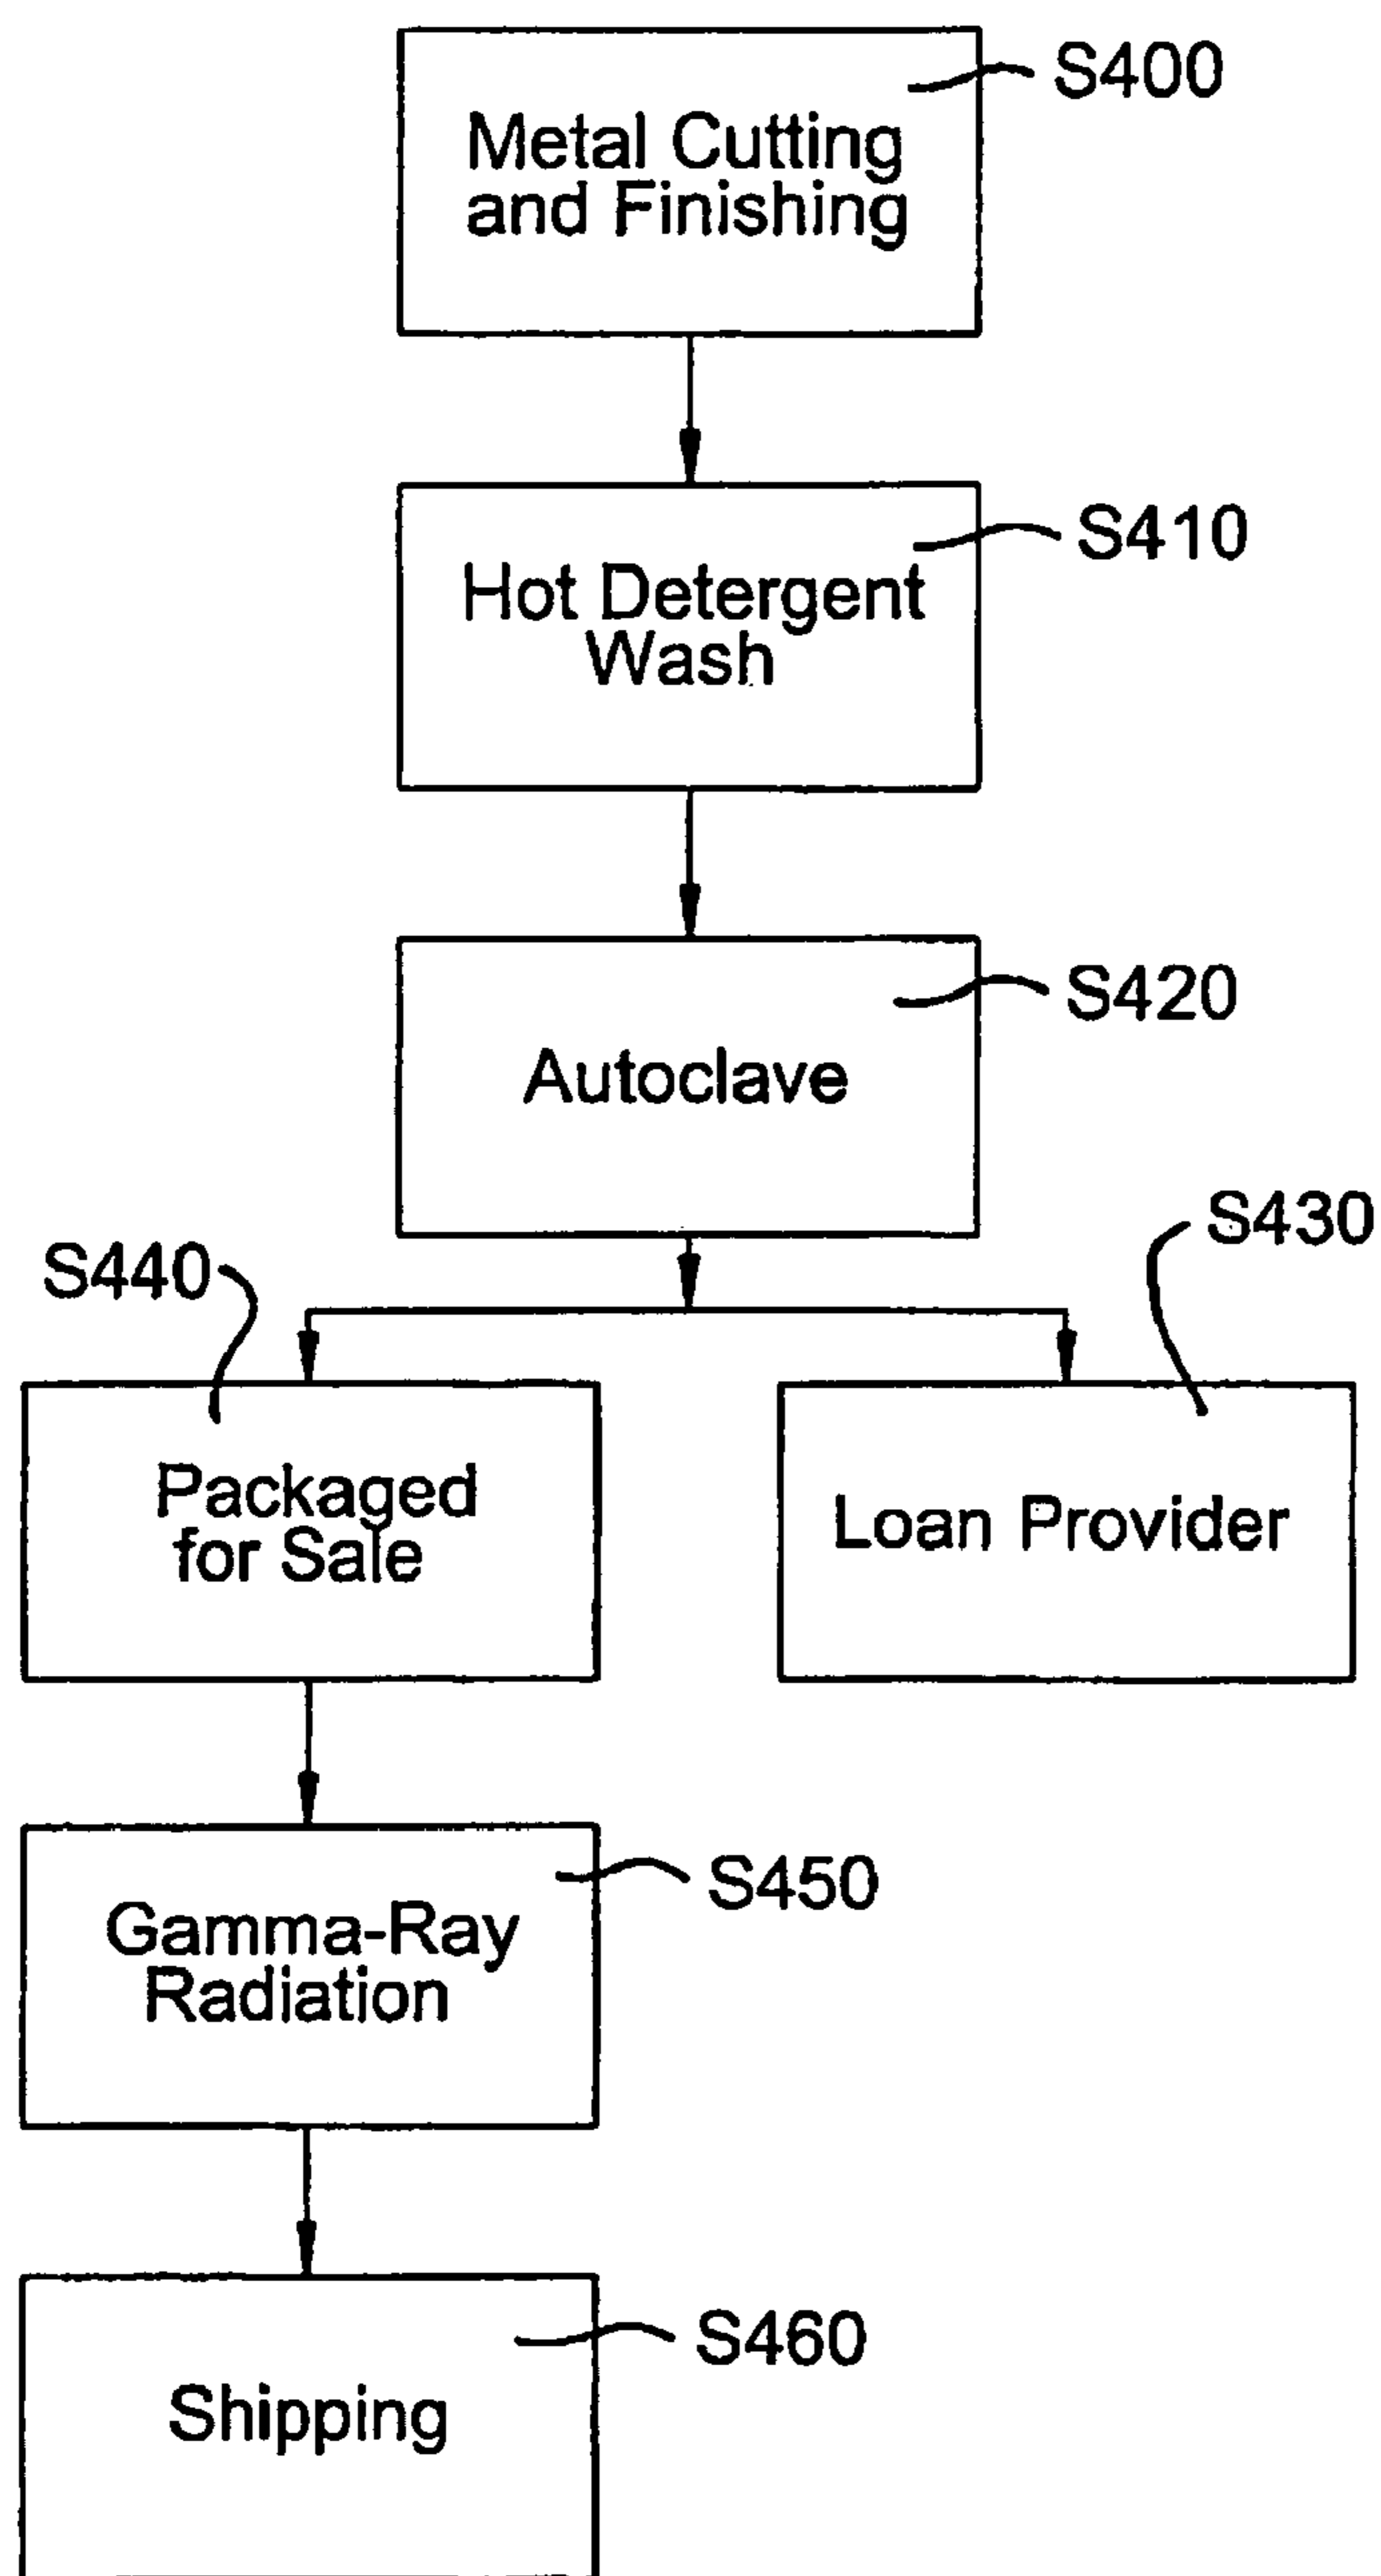 S400
Metal Cutting
and Finishing
S410
Hot Detergent
Wash
S420
Autoclave
S430
S440
Packaged
for Sale
Loan Provider
S450
Gamma-Ray
Radiation
S460
Shipping